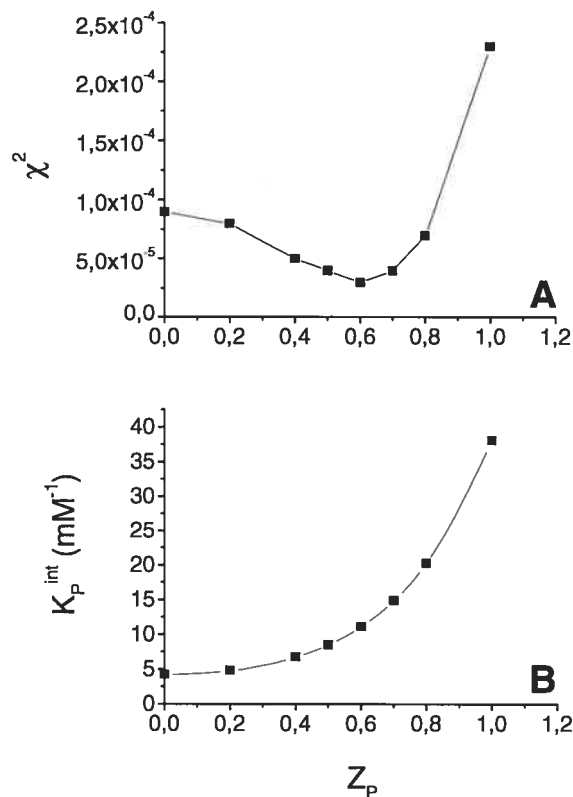 2,5x10⁻⁴
2,0x10⁻⁴
1,5x10⁻⁴
1,0x10⁻⁴
5,0x10⁻⁵
0,0
χ²
A
0,0 0,2 0,4 0,6 0,8 1,0 1,2
40
35
30
25
20
15
10
5
0
K_P^int (mM⁻¹)
B
0,0 0,2 0,4 0,6 0,8 1,0 1,2
Z_P